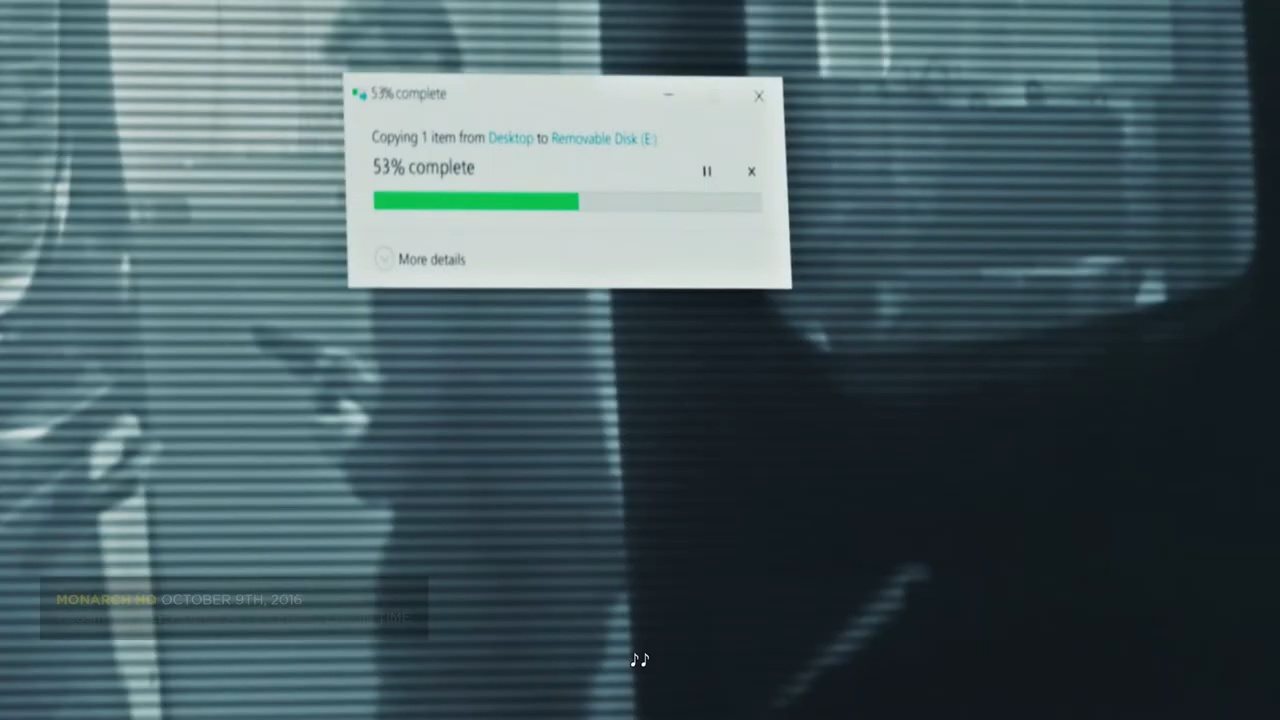 53% complete
Copying 1 item from Desktop to Removable Disk (E:)
53% complete
More details
MONARCH HQ OCTOBER 9TH, 2016
TIME
♪♪